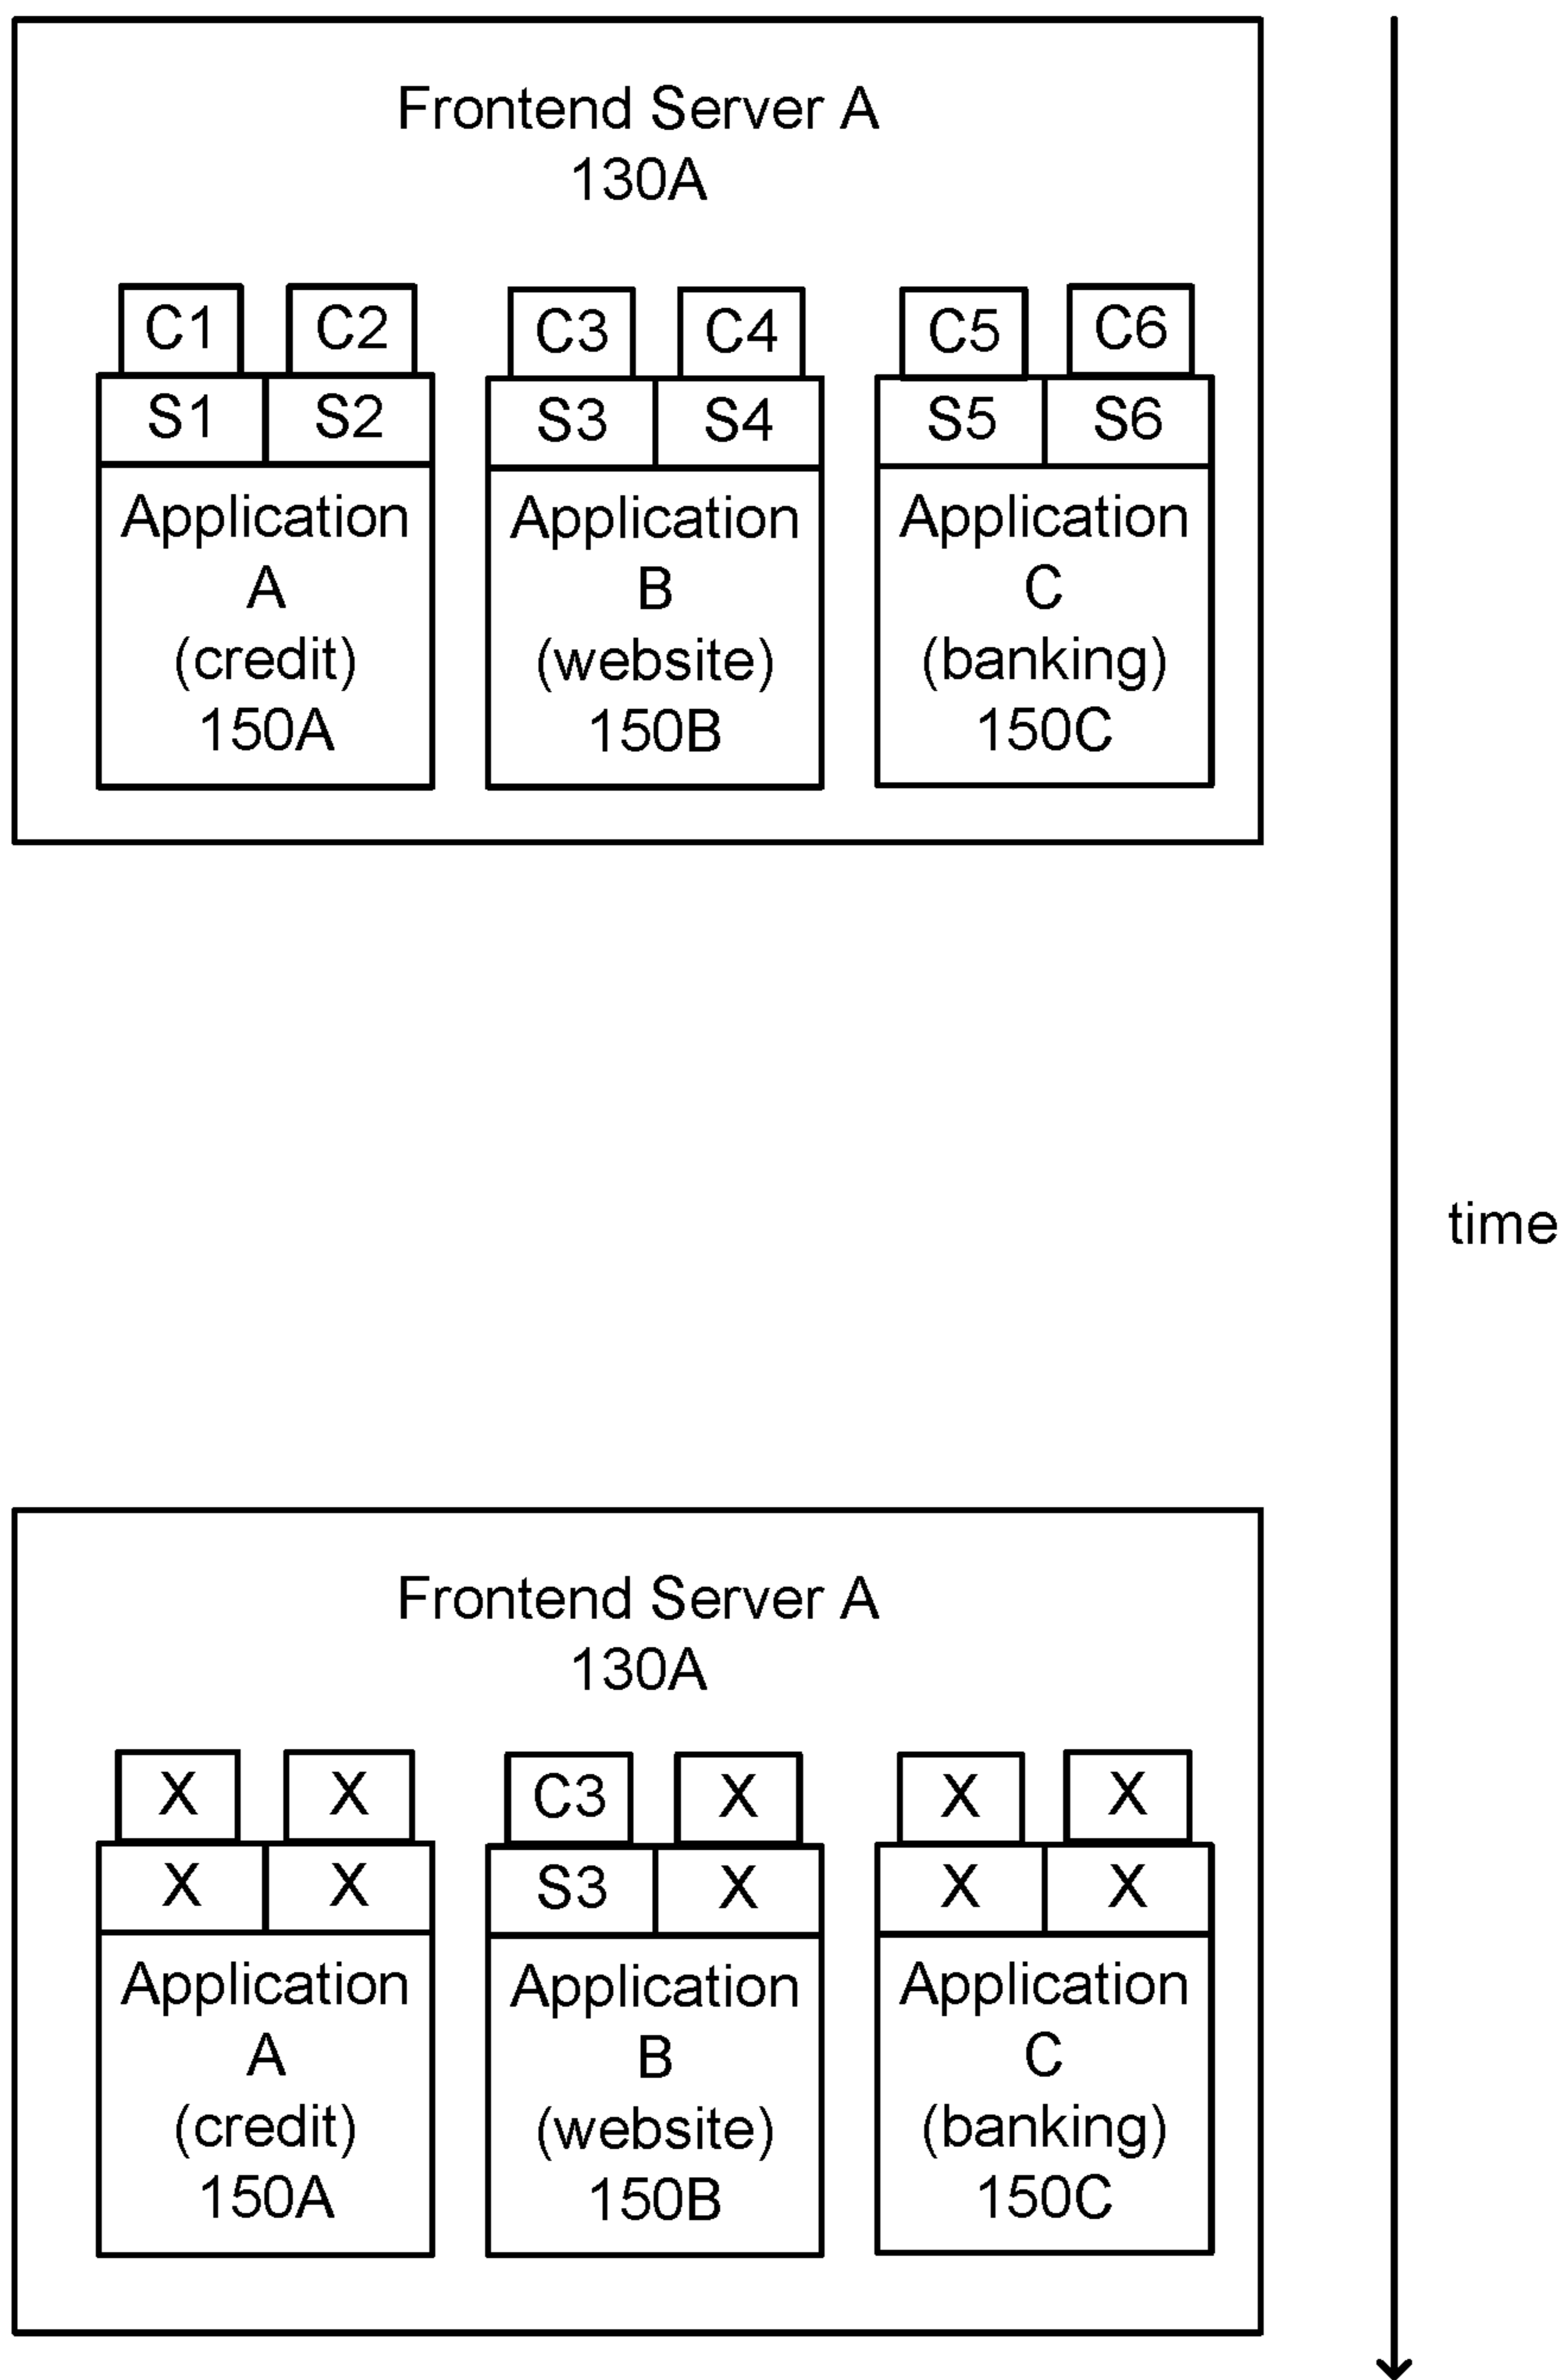 Frontend Server A
130A
C1 C2 C3 C4 C5 C6
S1 S2 S3 S4 S5 S6
Application
A
(credit)
150A
Application
B
(website)
150B
Application
C
(banking)
150C
time
Frontend Server A
130A
X X C3 X X X
X X S3 X X X
Application
A
(credit)
150A
Application
B
(website)
150B
Application
C
(banking)
150C